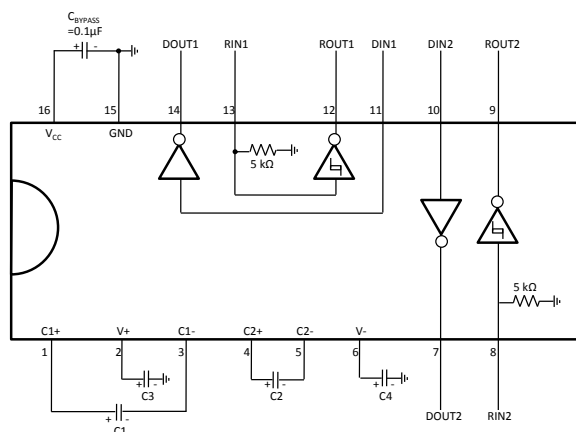 C_BYPASS
=0.1µF
+ -
DOUT1 RIN1 ROUT1 DIN1 DIN2 ROUT2
16 15 14 13 12 11 10 9
V_CC GND
5 kΩ
5 kΩ
C1+ V+ C1- C2+ C2- V-
1 2 3 4 5 6 7 8
+ -
C3
+ -
C2
+ -
C4
+ -
C1
DOUT2 RIN2